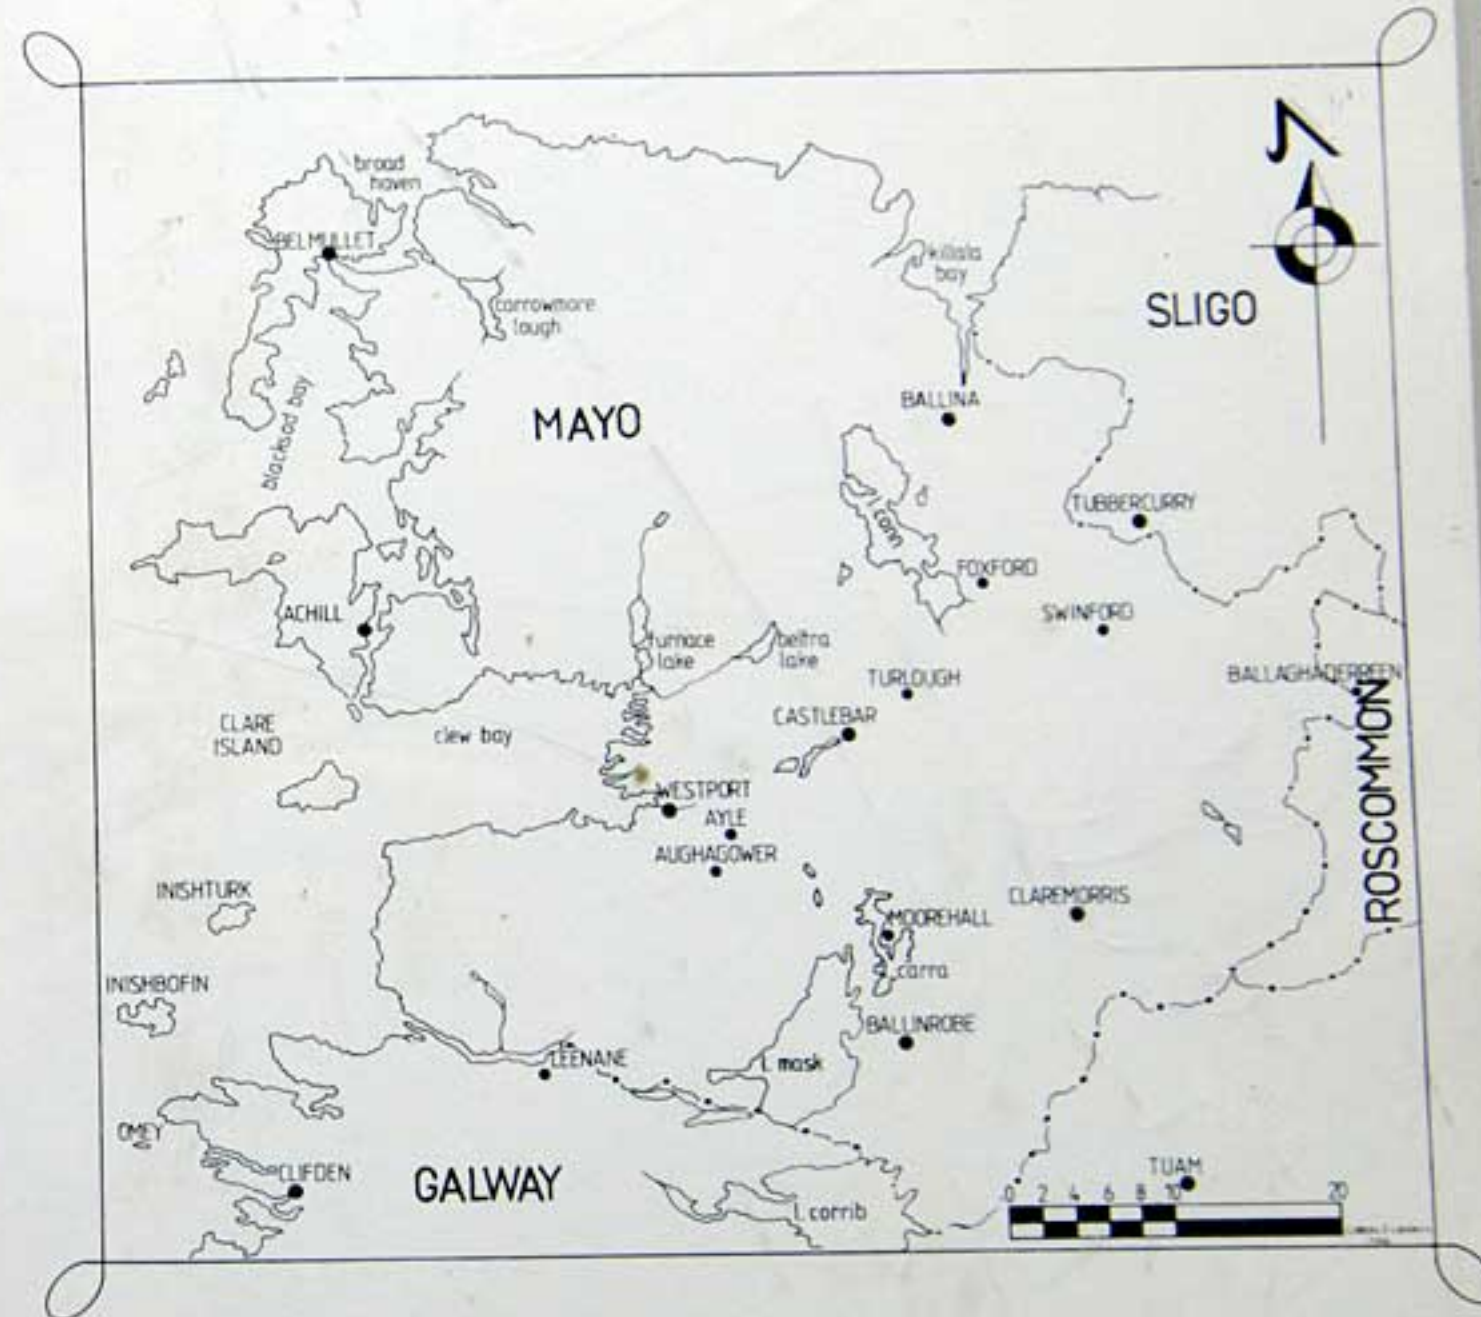 N
broad
haven
BELMULLET
killala
bay
carrowmore
lough
SLIGO
blacksod bay
MAYO
BALLINA
l. conn
TUBBERCURRY
FOXFORD
ACHILL
SWINFORD
furnace
lake
beltra
lake
TURLOUGH
BALLAGHADERREEN
CASTLEBAR
CLARE
ISLAND
clew bay
ROSCOMMON
WESTPORT
AYLE
AUGHAGOWER
INISHTURK
CLAREMORRIS
MOOREHALL
carra
INISHBOFIN
BALLINROBE
LEENANE
l. mask
OMEY
CLIFDEN
GALWAY
TUAM
0 2 4 6 8 10 20
l. corrib